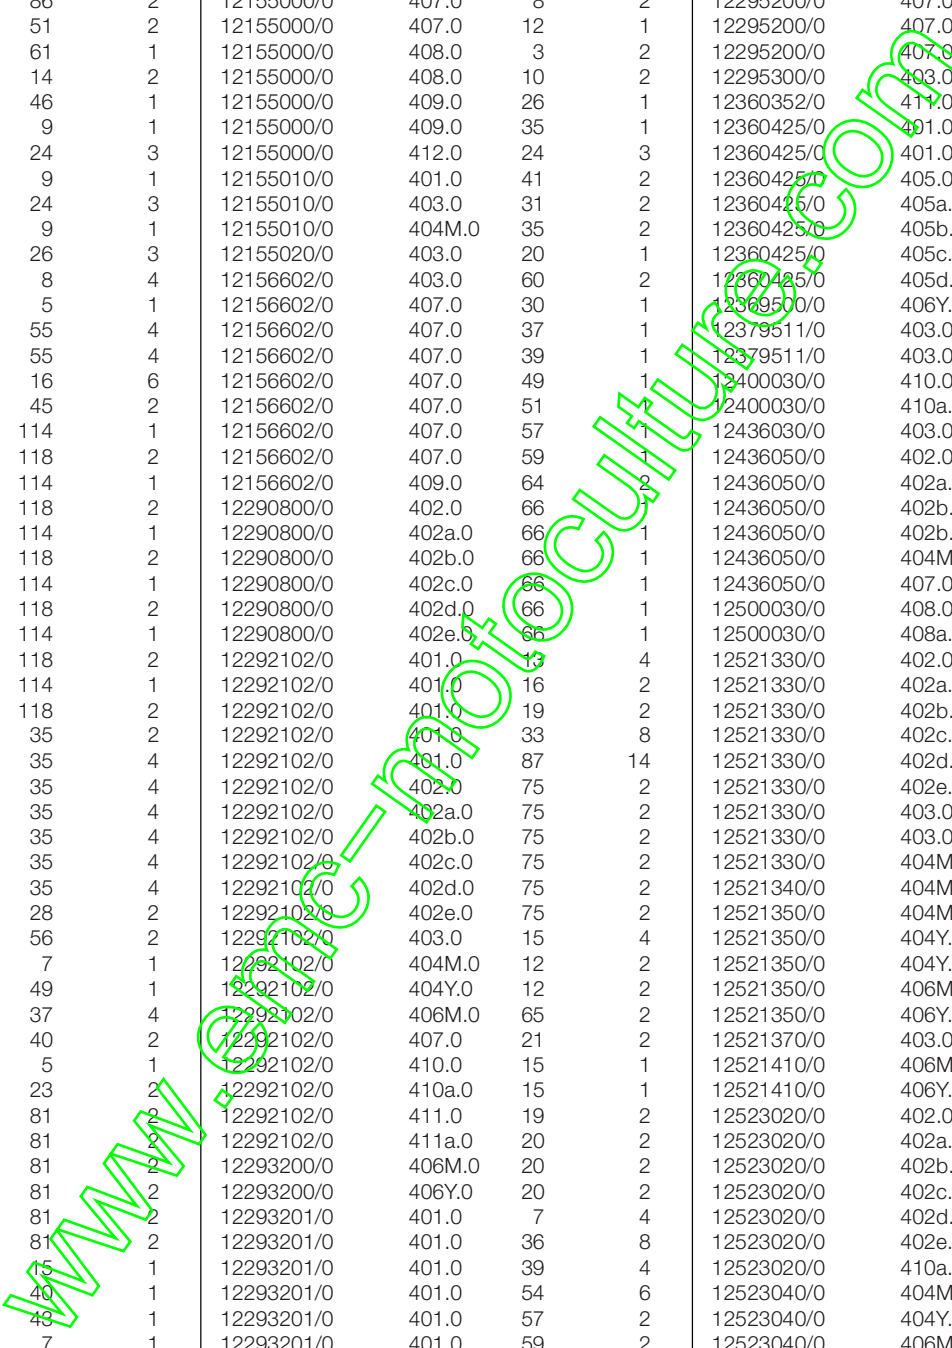 86 2 12155000/0 407.0 8 2 12295200/0 407.0
51 2 12155000/0 407.0 12 1 12295200/0 407.0
61 1 12155000/0 408.0 3 2 12295200/0 407.0
14 2 12155000/0 408.0 10 2 12295300/0 403.0
46 1 12155000/0 409.0 26 1 12360352/0 411.0
9 1 12155000/0 409.0 35 1 12360425/0 401.0
24 3 12155000/0 412.0 24 3 12360425/0 401.0
9 1 12155010/0 401.0 41 2 12360425/0 405.0
24 3 12155010/0 403.0 31 2 12360425/0 405a.
9 1 12155010/0 404M.0 35 2 12360425/0 405b.
26 3 12155020/0 403.0 20 1 12360425/0 405c.
8 4 12156602/0 403.0 60 2 12360425/0 405d.
5 1 12156602/0 407.0 30 1 12369500/0 406Y.
55 4 12156602/0 407.0 37 1 12379511/0 403.0
55 4 12156602/0 407.0 39 1 12379511/0 403.0
16 6 12156602/0 407.0 49 1 12400030/0 410.0
45 2 12156602/0 407.0 51 1 12400030/0 410a.
114 1 12156602/0 407.0 57 1 12436030/0 403.0
118 2 12156602/0 407.0 59 1 12436050/0 402.0
114 1 12156602/0 409.0 64 2 12436050/0 402a.
118 2 12290800/0 402.0 66 1 12436050/0 402b.
114 1 12290800/0 402a.0 66 1 12436050/0 402b.
118 2 12290800/0 402b.0 66 1 12436050/0 404M
114 1 12290800/0 402c.0 66 1 12436050/0 407.0
118 2 12290800/0 402d.0 66 1 12500030/0 408.0
114 1 12290800/0 402e.0 66 1 12500030/0 408a.
118 2 12292102/0 401.0 13 4 12521330/0 402.0
114 1 12292102/0 401.0 16 2 12521330/0 402a.
118 2 12292102/0 401.0 19 2 12521330/0 402b.
35 2 12292102/0 401.0 33 8 12521330/0 402c.
35 4 12292102/0 401.0 87 14 12521330/0 402d.
35 4 12292102/0 402.0 75 2 12521330/0 402e.
35 4 12292102/0 402a.0 75 2 12521330/0 403.0
35 4 12292102/0 402b.0 75 2 12521330/0 403.0
35 4 12292102/0 402c.0 75 2 12521330/0 404M
35 4 12292102/0 402d.0 75 2 12521340/0 404M
28 2 12292102/0 402e.0 75 2 12521350/0 404M
56 2 12292102/0 403.0 15 4 12521350/0 404Y.
7 1 12292102/0 404M.0 12 2 12521350/0 404Y.
49 1 12292102/0 404Y.0 12 2 12521350/0 406M
37 4 12292102/0 406M.0 65 2 12521350/0 406Y.
40 2 12292102/0 407.0 21 2 12521370/0 403.0
5 1 12292102/0 410.0 15 1 12521410/0 406M
23 2 12292102/0 410a.0 15 1 12521410/0 406Y.
81 2 12292102/0 411.0 19 2 12523020/0 402.0
81 2 12292102/0 411a.0 20 2 12523020/0 402a.
81 2 12293200/0 406M.0 20 2 12523020/0 402b.
81 2 12293200/0 406Y.0 20 2 12523020/0 402c.
81 2 12293201/0 401.0 7 4 12523020/0 402d.
81 2 12293201/0 401.0 36 8 12523020/0 402e.
15 1 12293201/0 401.0 39 4 12523020/0 410a.
40 1 12293201/0 401.0 54 6 12523040/0 404M
43 1 12293201/0 401.0 57 2 12523040/0 404Y.
7 1 12293201/0 401.0 59 2 12523040/0 406M
www.emc-motoculture.com